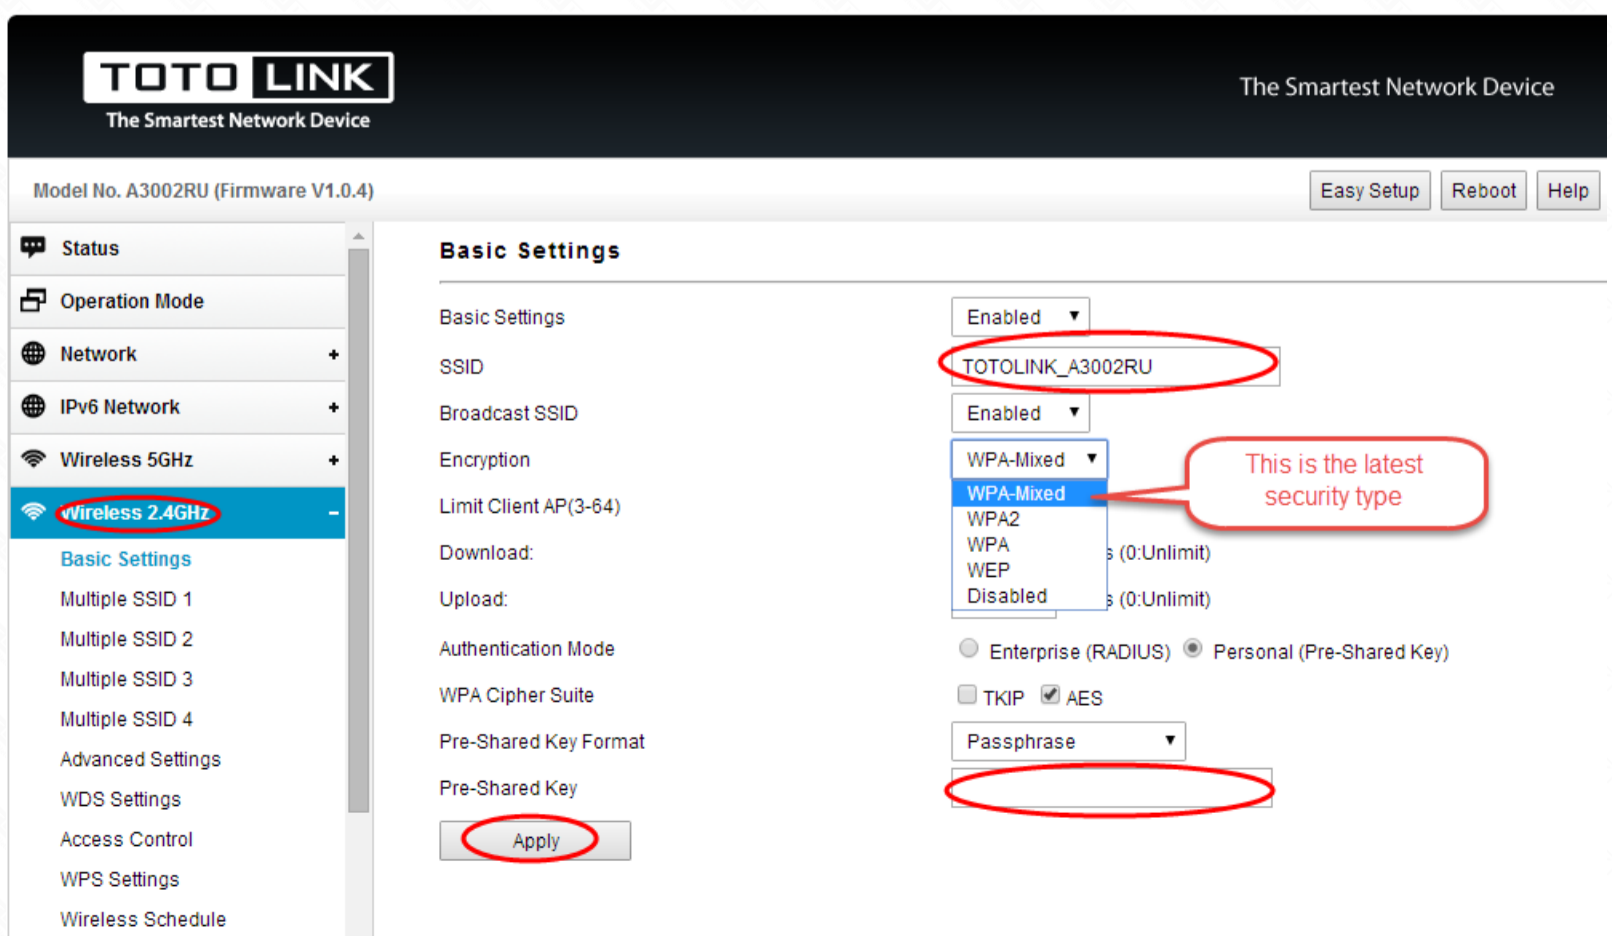 TOTO LINK
The Smartest Network Device
The Smartest Network Device
Model No. A3002RU (Firmware V1.0.4)
Easy Setup Reboot Help
Status
Operation Mode
Network +
IPv6 Network +
Wireless 5GHz +
Wireless 2.4GHz -
Basic Settings
Multiple SSID 1
Multiple SSID 2
Multiple SSID 3
Multiple SSID 4
Advanced Settings
WDS Settings
Access Control
WPS Settings
Wireless Schedule
Basic Settings
Basic Settings Enabled
SSID TOTOLINK_A3002RU
Broadcast SSID Enabled
Encryption WPA-Mixed
WPA-Mixed
WPA2
WPA
WEP
Disabled
This is the latest
security type
Limit Client AP(3-64)
Download: s (0:Unlimit)
Upload: s (0:Unlimit)
Authentication Mode Enterprise (RADIUS) Personal (Pre-Shared Key)
WPA Cipher Suite TKIP AES
Pre-Shared Key Format Passphrase
Pre-Shared Key
Apply